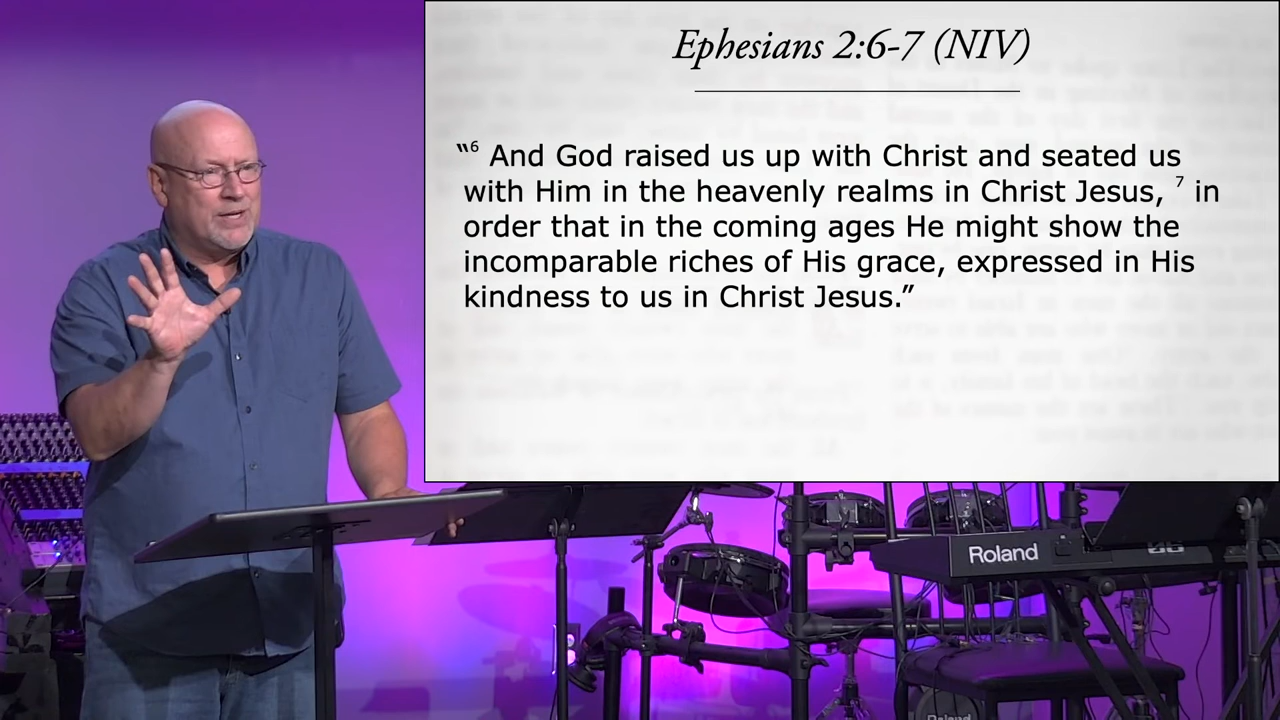 Ephesians 2:6-7 (NIV)
“⁶ And God raised us up with Christ and seated us
with Him in the heavenly realms in Christ Jesus, ⁷ in
order that in the coming ages He might show the
incomparable riches of His grace, expressed in His
kindness to us in Christ Jesus.”
Roland
Roland